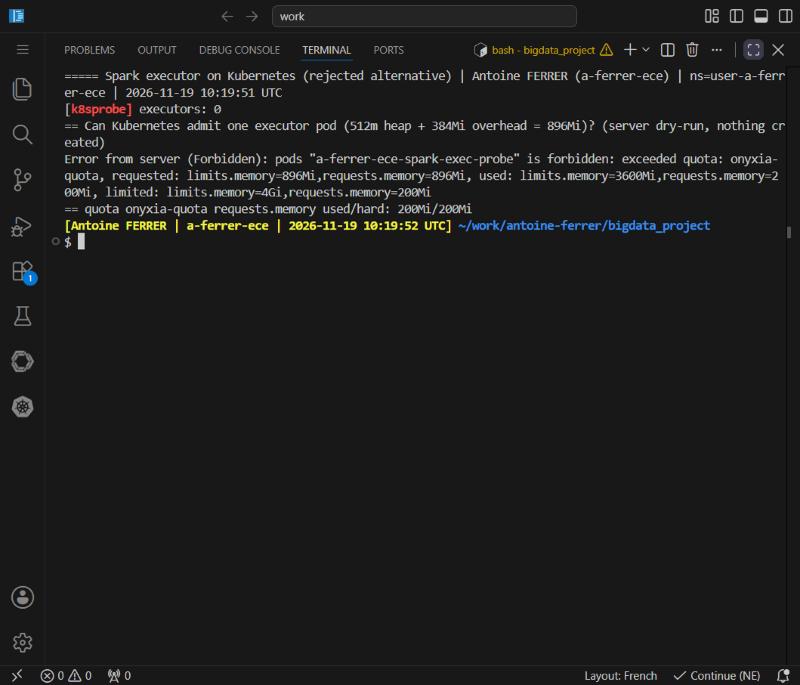 work
PROBLEMS OUTPUT DEBUG CONSOLE TERMINAL PORTS bash - bigdata_project
===== Spark executor on Kubernetes (rejected alternative) | Antoine FERRER (a-ferrer-ece) | ns=user-a-ferr
er-ece | 2026-11-19 10:19:51 UTC
[k8sprobe] executors: 0
== Can Kubernetes admit one executor pod (512m heap + 384Mi overhead = 896Mi)? (server dry-run, nothing cr
eated)
Error from server (Forbidden): pods "a-ferrer-ece-spark-exec-probe" is forbidden: exceeded quota: onyxia-
quota, requested: limits.memory=896Mi,requests.memory=896Mi, used: limits.memory=3600Mi,requests.memory=2
00Mi, limited: limits.memory=4Gi,requests.memory=200Mi
== quota onyxia-quota requests.memory used/hard: 200Mi/200Mi
[Antoine FERRER | a-ferrer-ece | 2026-11-19 10:19:52 UTC] ~/work/antoine-ferrer/bigdata_project
$
1
0 0 0 Layout: French Continue (NE)